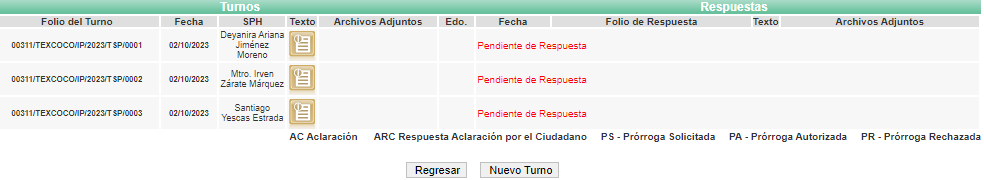 Turnos Respuestas
Folio del Turno Fecha SPH Texto Archivos Adjuntos Edo. Fecha Folio de Respuesta Texto Archivos Adjuntos
00311/TEXCOCO/IP/2023/TSP/0001 02/10/2023 Deyanira Ariana Jiménez Moreno Pendiente de Respuesta
00311/TEXCOCO/IP/2023/TSP/0002 02/10/2023 Mtro. Irven Zárate Márquez Pendiente de Respuesta
00311/TEXCOCO/IP/2023/TSP/0003 02/10/2023 Santiago Yescas Estrada Pendiente de Respuesta
AC Aclaración ARC Respuesta Aclaración por el Ciudadano PS - Prórroga Solicitada PA - Prórroga Autorizada PR - Prórroga Rechazada
Regresar Nuevo Turno